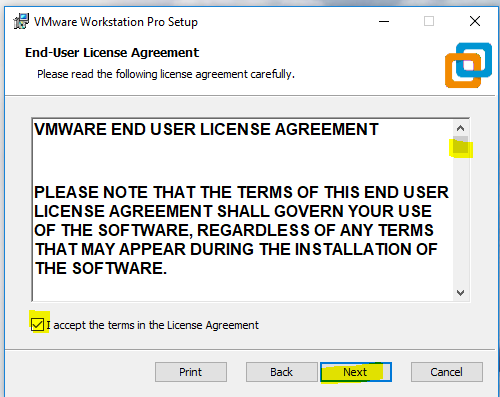 VMware Workstation Pro Setup
End-User License Agreement
Please read the following license agreement carefully.
VMWARE END USER LICENSE AGREEMENT
PLEASE NOTE THAT THE TERMS OF THIS END USER
LICENSE AGREEMENT SHALL GOVERN YOUR USE
OF THE SOFTWARE, REGARDLESS OF ANY TERMS
THAT MAY APPEAR DURING THE INSTALLATION OF
THE SOFTWARE.
I accept the terms in the License Agreement
Print Back Next Cancel